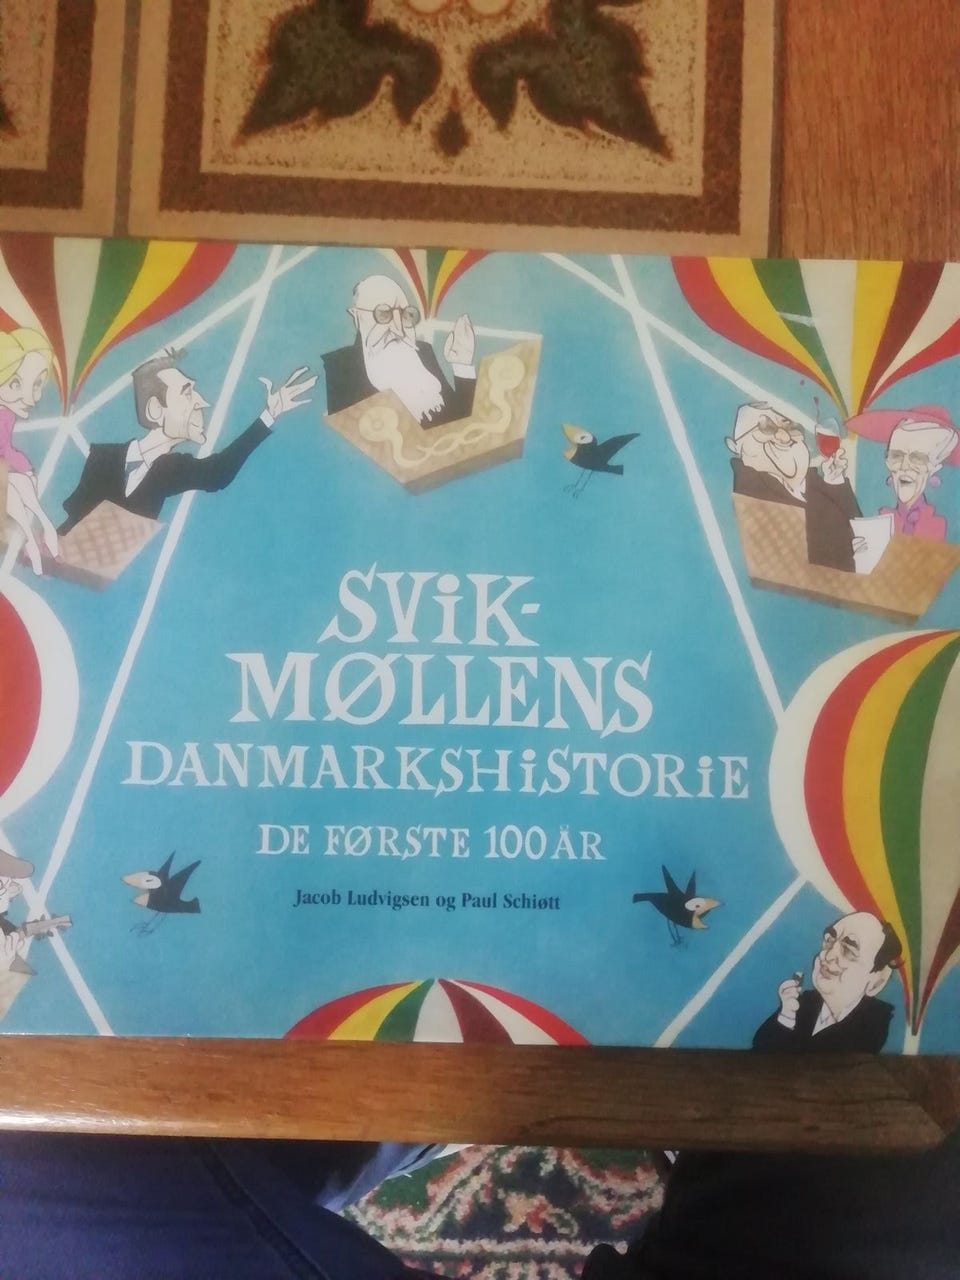 SViK-
MØLLENS
DANMARKSHiSTORiE
DE FØRSTE 100 ÅR
Jacob Ludvigsen og Paul Schiøtt